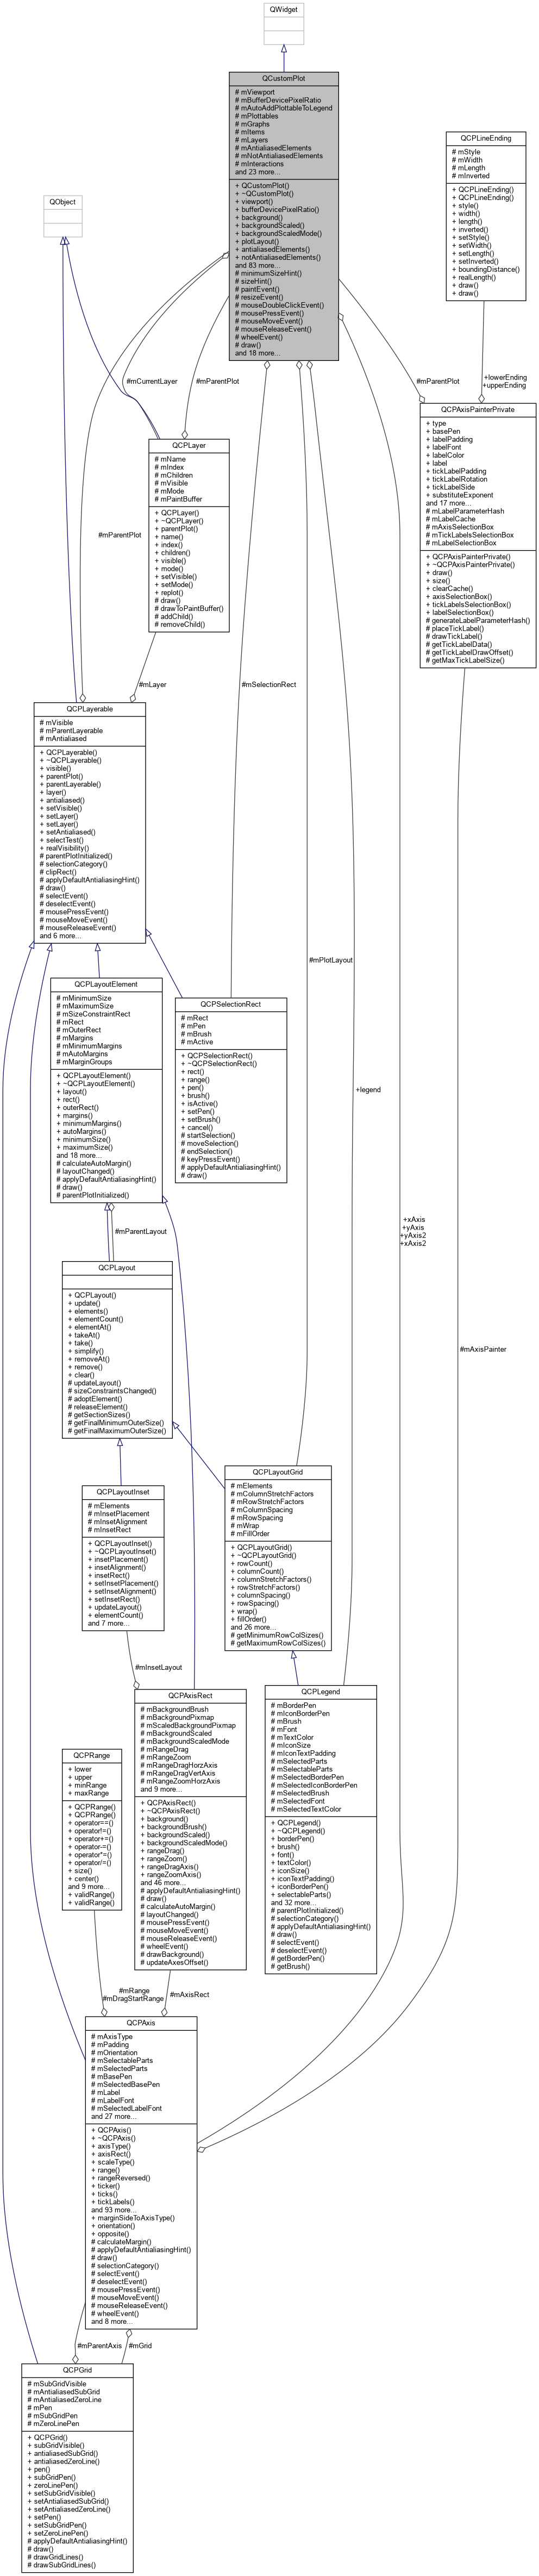 QWidget
QCustomPlot
# mViewport
# mBufferDevicePixelRatio
# mAutoAddPlottableToLegend
# mPlottables
# mGraphs
# mItems
# mLayers
# mAntialiasedElements
# mNotAntialiasedElements
# mInteractions
and 23 more...
+ QCustomPlot()
+ ~QCustomPlot()
+ viewport()
+ bufferDevicePixelRatio()
+ background()
+ backgroundScaled()
+ backgroundScaledMode()
+ plotLayout()
+ antialiasedElements()
+ notAntialiasedElements()
and 83 more...
# minimumSizeHint()
# sizeHint()
# paintEvent()
# resizeEvent()
# mouseDoubleClickEvent()
# mousePressEvent()
# mouseMoveEvent()
# mouseReleaseEvent()
# wheelEvent()
# draw()
and 18 more...
QCPLineEnding
# mStyle
# mWidth
# mLength
# mInverted
+ QCPLineEnding()
+ QCPLineEnding()
+ style()
+ width()
+ length()
+ inverted()
+ setStyle()
+ setWidth()
+ setLength()
+ setInverted()
+ boundingDistance()
+ realLength()
+ draw()
+ draw()
QObject
#mCurrentLayer
#mParentPlot
#mParentPlot
+lowerEnding
+upperEnding
QCPAxisPainterPrivate
+ type
+ basePen
+ labelPadding
+ labelFont
+ labelColor
+ label
+ tickLabelPadding
+ tickLabelRotation
+ tickLabelSide
+ substituteExponent
and 17 more...
# mLabelParameterHash
# mLabelCache
# mAxisSelectionBox
# mTickLabelsSelectionBox
# mLabelSelectionBox
+ QCPAxisPainterPrivate()
+ ~QCPAxisPainterPrivate()
+ draw()
+ size()
+ clearCache()
+ axisSelectionBox()
+ tickLabelsSelectionBox()
+ labelSelectionBox()
# generateLabelParameterHash()
# placeTickLabel()
# drawTickLabel()
# getTickLabelData()
# getTickLabelDrawOffset()
# getMaxTickLabelSize()
QCPLayer
# mName
# mIndex
# mChildren
# mVisible
# mMode
# mPaintBuffer
+ QCPLayer()
+ ~QCPLayer()
+ parentPlot()
+ name()
+ index()
+ children()
+ visible()
+ mode()
+ setVisible()
+ setMode()
+ replot()
# draw()
# drawToPaintBuffer()
# addChild()
# removeChild()
#mParentPlot
#mLayer
#mSelectionRect
QCPLayerable
# mVisible
# mParentLayerable
# mAntialiased
+ QCPLayerable()
+ ~QCPLayerable()
+ visible()
+ parentPlot()
+ parentLayerable()
+ layer()
+ antialiased()
+ setVisible()
+ setLayer()
+ setLayer()
+ setAntialiased()
+ selectTest()
+ realVisibility()
# parentPlotInitialized()
# selectionCategory()
# clipRect()
# applyDefaultAntialiasingHint()
# draw()
# selectEvent()
# deselectEvent()
# mousePressEvent()
# mouseMoveEvent()
# mouseReleaseEvent()
and 6 more...
#mPlotLayout
QCPLayoutElement
# mMinimumSize
# mMaximumSize
# mSizeConstraintRect
# mRect
# mOuterRect
# mMargins
# mMinimumMargins
# mAutoMargins
# mMarginGroups
+ QCPLayoutElement()
+ ~QCPLayoutElement()
+ layout()
+ rect()
+ outerRect()
+ margins()
+ minimumMargins()
+ autoMargins()
+ minimumSize()
+ maximumSize()
and 18 more...
# calculateAutoMargin()
# layoutChanged()
# applyDefaultAntialiasingHint()
# draw()
# parentPlotInitialized()
QCPSelectionRect
# mRect
# mPen
# mBrush
# mActive
+ QCPSelectionRect()
+ ~QCPSelectionRect()
+ rect()
+ range()
+ pen()
+ brush()
+ isActive()
+ setPen()
+ setBrush()
+ cancel()
# startSelection()
# moveSelection()
# endSelection()
# keyPressEvent()
# applyDefaultAntialiasingHint()
# draw()
+legend
#mParentLayout
+xAxis
+yAxis
+yAxis2
+xAxis2
QCPLayout
+ QCPLayout()
+ update()
+ elements()
+ elementCount()
+ elementAt()
+ takeAt()
+ take()
+ simplify()
+ removeAt()
+ remove()
+ clear()
# updateLayout()
# sizeConstraintsChanged()
# adoptElement()
# releaseElement()
# getSectionSizes()
# getFinalMinimumOuterSize()
# getFinalMaximumOuterSize()
#mAxisPainter
QCPLayoutInset
# mElements
# mInsetPlacement
# mInsetAlignment
# mInsetRect
+ QCPLayoutInset()
+ ~QCPLayoutInset()
+ insetPlacement()
+ insetAlignment()
+ insetRect()
+ setInsetPlacement()
+ setInsetAlignment()
+ setInsetRect()
+ updateLayout()
+ elementCount()
and 7 more...
QCPLayoutGrid
# mElements
# mColumnStretchFactors
# mRowStretchFactors
# mColumnSpacing
# mRowSpacing
# mWrap
# mFillOrder
+ QCPLayoutGrid()
+ ~QCPLayoutGrid()
+ rowCount()
+ columnCount()
+ columnStretchFactors()
+ rowStretchFactors()
+ columnSpacing()
+ rowSpacing()
+ wrap()
+ fillOrder()
and 26 more...
# getMinimumRowColSizes()
# getMaximumRowColSizes()
#mInsetLayout
QCPAxisRect
# mBackgroundBrush
# mBackgroundPixmap
# mScaledBackgroundPixmap
# mBackgroundScaled
# mBackgroundScaledMode
# mRangeDrag
# mRangeZoom
# mRangeDragHorzAxis
# mRangeDragVertAxis
# mRangeZoomHorzAxis
and 9 more...
+ QCPAxisRect()
+ ~QCPAxisRect()
+ background()
+ backgroundBrush()
+ backgroundScaled()
+ backgroundScaledMode()
+ rangeDrag()
+ rangeZoom()
+ rangeDragAxis()
+ rangeZoomAxis()
and 46 more...
# applyDefaultAntialiasingHint()
# draw()
# calculateAutoMargin()
# layoutChanged()
# mousePressEvent()
# mouseMoveEvent()
# mouseReleaseEvent()
# wheelEvent()
# drawBackground()
# updateAxesOffset()
QCPLegend
# mBorderPen
# mIconBorderPen
# mBrush
# mFont
# mTextColor
# mIconSize
# mIconTextPadding
# mSelectedParts
# mSelectableParts
# mSelectedBorderPen
# mSelectedIconBorderPen
# mSelectedBrush
# mSelectedFont
# mSelectedTextColor
+ QCPLegend()
+ ~QCPLegend()
+ borderPen()
+ brush()
+ font()
+ textColor()
+ iconSize()
+ iconTextPadding()
+ iconBorderPen()
+ selectableParts()
and 32 more...
# parentPlotInitialized()
# selectionCategory()
# applyDefaultAntialiasingHint()
# draw()
# selectEvent()
# deselectEvent()
# getBorderPen()
# getBrush()
QCPRange
+ lower
+ upper
+ minRange
+ maxRange
+ QCPRange()
+ QCPRange()
+ operator==()
+ operator!=()
+ operator+=()
+ operator-=()
+ operator*=()
+ operator/=()
+ size()
+ center()
and 9 more...
+ validRange()
+ validRange()
#mRange
#mDragStartRange
#mAxisRect
QCPAxis
# mAxisType
# mPadding
# mOrientation
# mSelectableParts
# mSelectedParts
# mBasePen
# mSelectedBasePen
# mLabel
# mLabelFont
# mSelectedLabelFont
and 27 more...
+ QCPAxis()
+ ~QCPAxis()
+ axisType()
+ axisRect()
+ scaleType()
+ range()
+ rangeReversed()
+ ticker()
+ ticks()
+ tickLabels()
and 93 more...
+ marginSideToAxisType()
+ orientation()
+ opposite()
# calculateMargin()
# applyDefaultAntialiasingHint()
# draw()
# selectionCategory()
# selectEvent()
# deselectEvent()
# mousePressEvent()
# mouseMoveEvent()
# mouseReleaseEvent()
# wheelEvent()
and 8 more...
#mParentAxis
#mGrid
QCPGrid
# mSubGridVisible
# mAntialiasedSubGrid
# mAntialiasedZeroLine
# mPen
# mSubGridPen
# mZeroLinePen
+ QCPGrid()
+ subGridVisible()
+ antialiasedSubGrid()
+ antialiasedZeroLine()
+ pen()
+ subGridPen()
+ zeroLinePen()
+ setSubGridVisible()
+ setAntialiasedSubGrid()
+ setAntialiasedZeroLine()
+ setPen()
+ setSubGridPen()
+ setZeroLinePen()
# applyDefaultAntialiasingHint()
# draw()
# drawGridLines()
# drawSubGridLines()